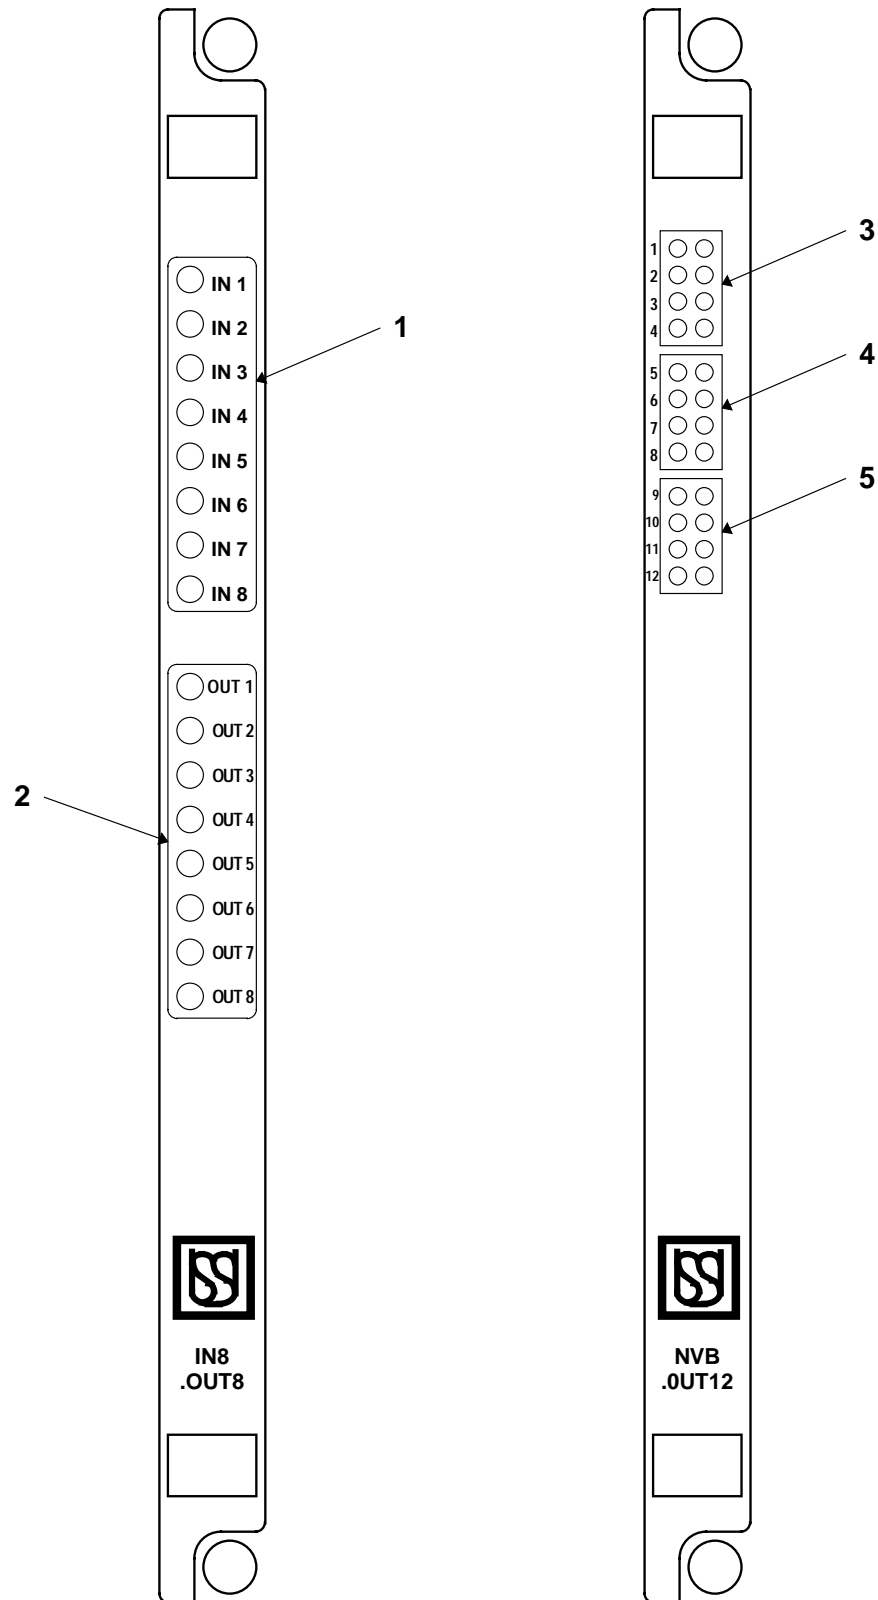 IN 1
IN 2
IN 3
IN 4
IN 5
IN 6
IN 7
IN 8
1
OUT 1
OUT 2
OUT 3
OUT 4
OUT 5
OUT 6
OUT 7
OUT 8
2
IN8
.OUT8
1
2
3
4
3
5
6
7
8
4
9
10
11
12
5
NVB
.0UT12